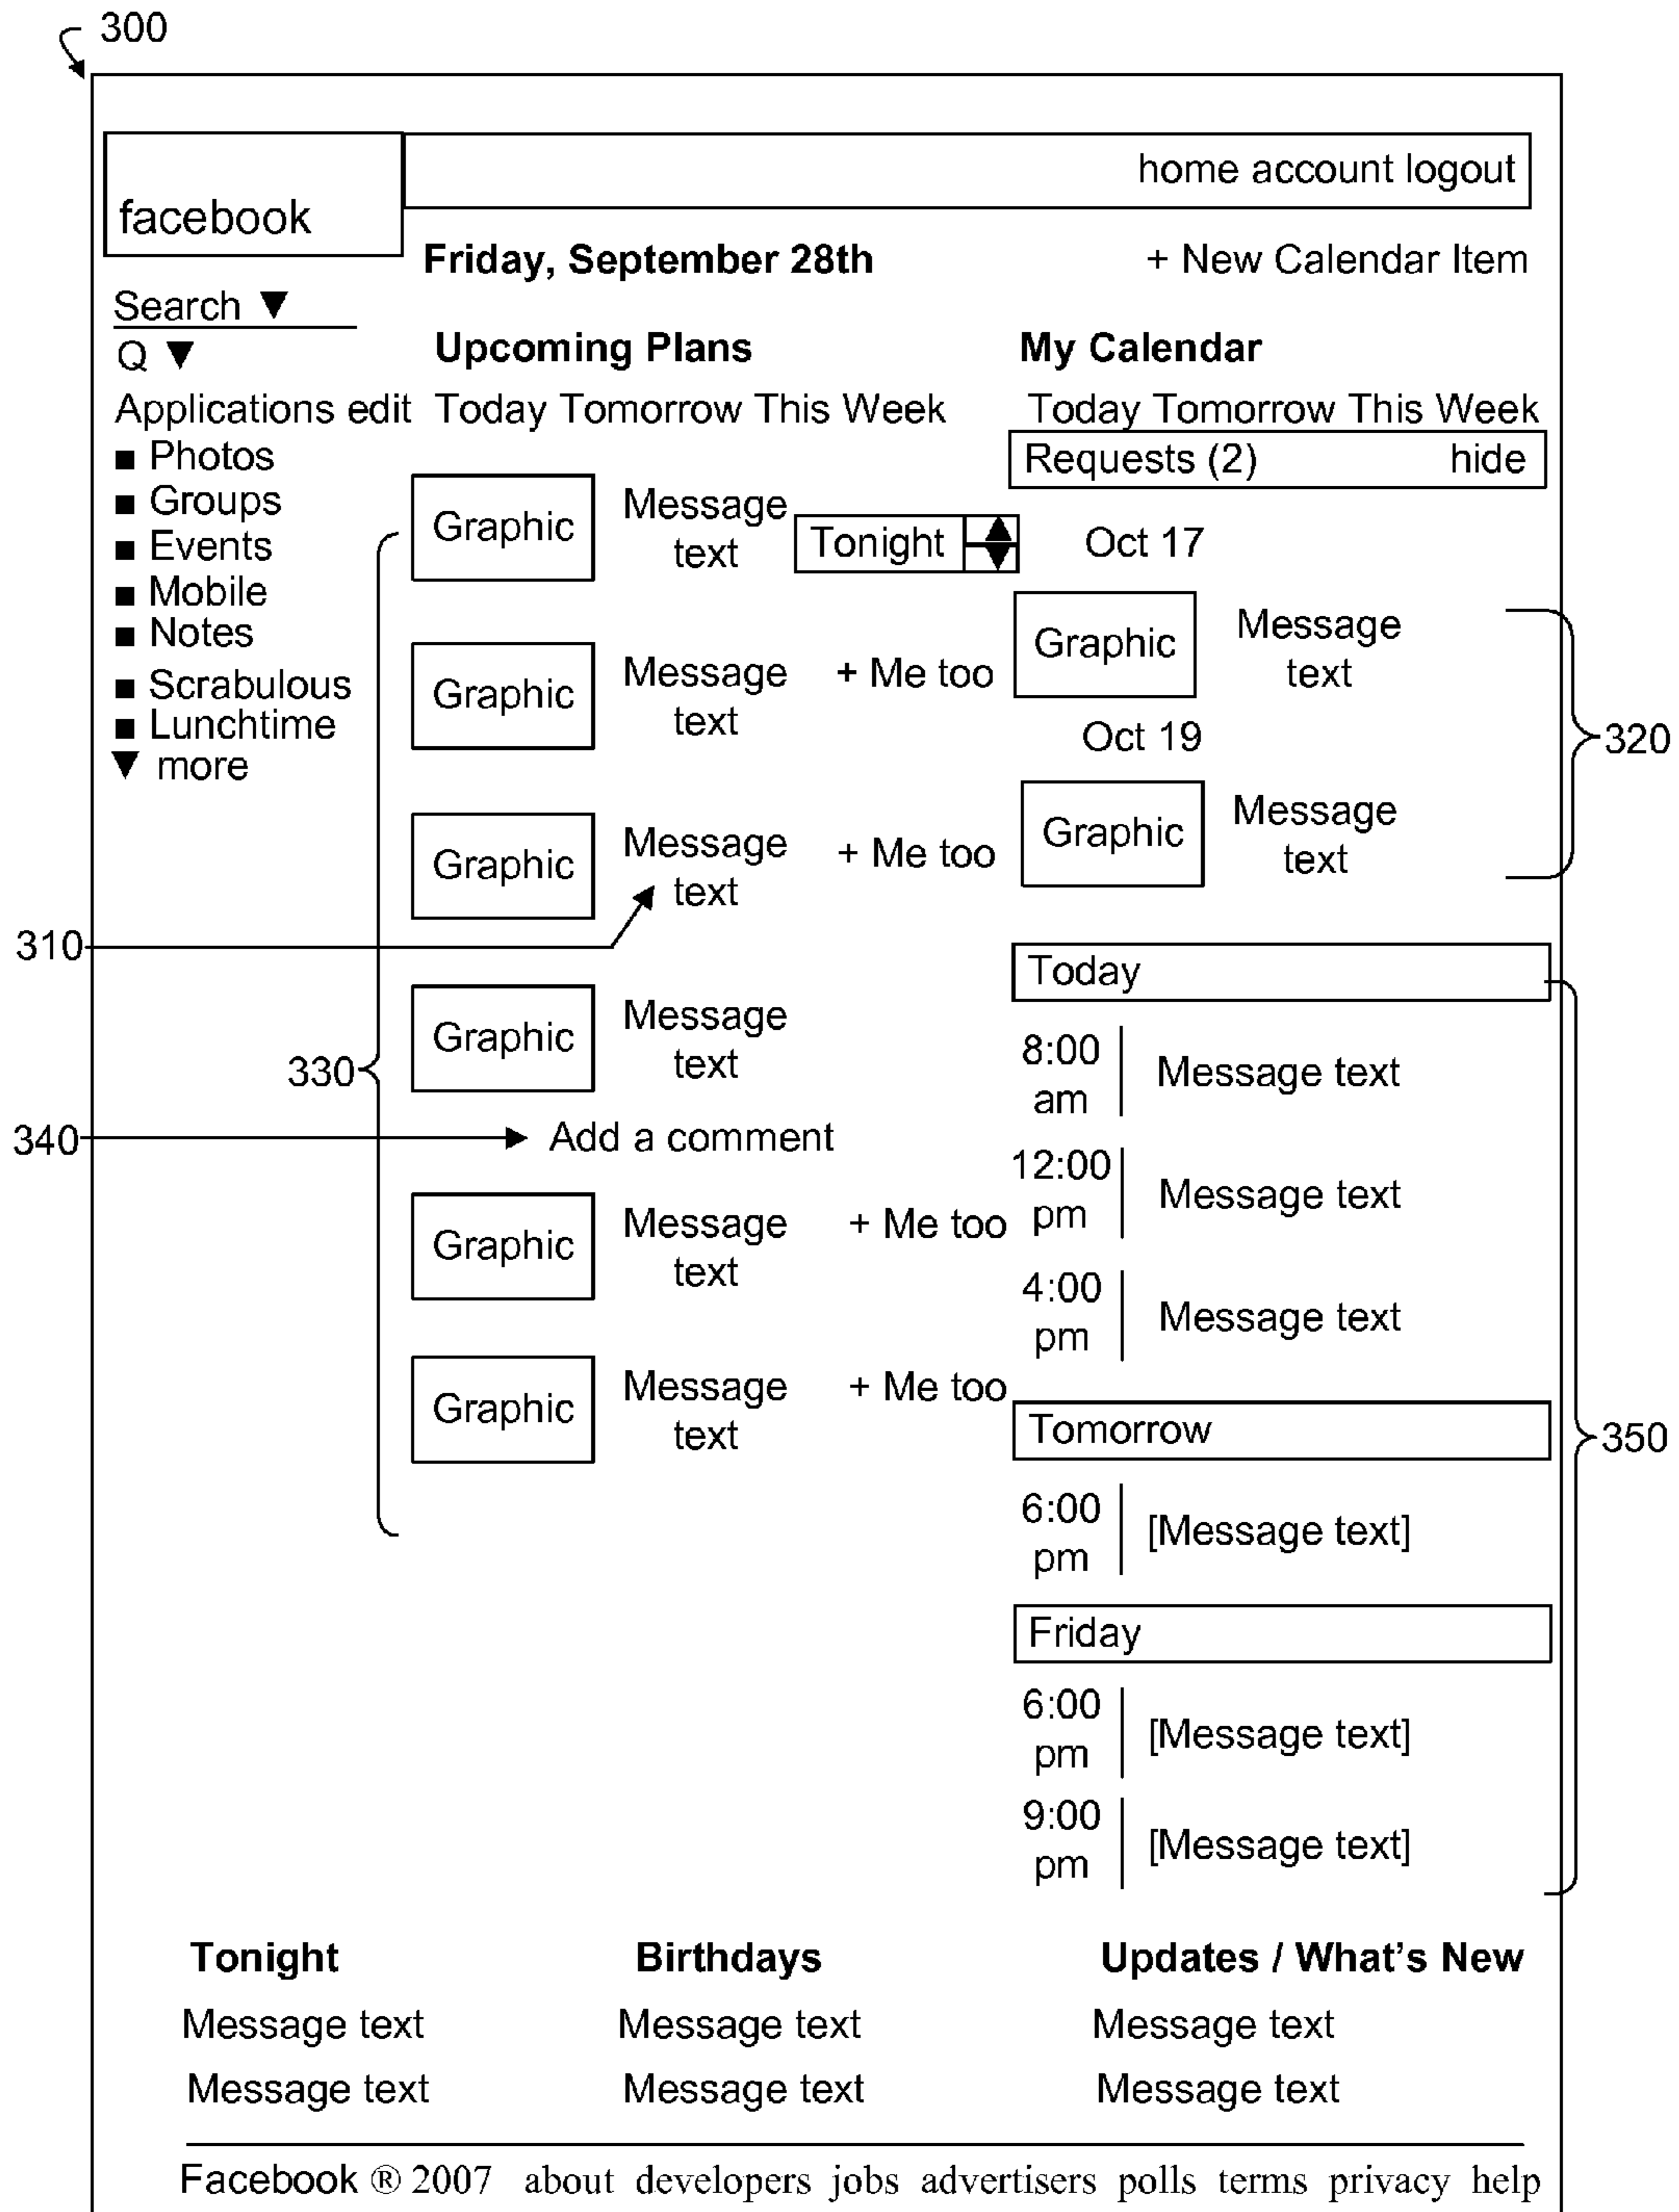 300
home account logout
facebook
Friday, September 28th
+ New Calendar Item
Search ▼
Q ▼
Applications edit
■ Photos
■ Groups
■ Events
■ Mobile
■ Notes
■ Scrabulous
■ Lunchtime
▼ more
Upcoming Plans
Today Tomorrow This Week
Graphic
Message
text
Tonight
Graphic
Message
text
+ Me too
Graphic
Message
text
+ Me too
310
Graphic
Message
text
330
340
Add a comment
Graphic
Message
text
+ Me too
Graphic
Message
text
+ Me too
My Calendar
Today Tomorrow This Week
Requests (2) hide
Oct 17
Graphic
Message
text
Oct 19
Graphic
Message
text
320
Today
8:00
am
Message text
12:00
pm
Message text
4:00
pm
Message text
Tomorrow
350
6:00
pm
[Message text]
Friday
6:00
pm
[Message text]
9:00
pm
[Message text]
Tonight
Message text
Message text
Birthdays
Message text
Message text
Updates / What's New
Message text
Message text
Facebook ® 2007 about developers jobs advertisers polls terms privacy help